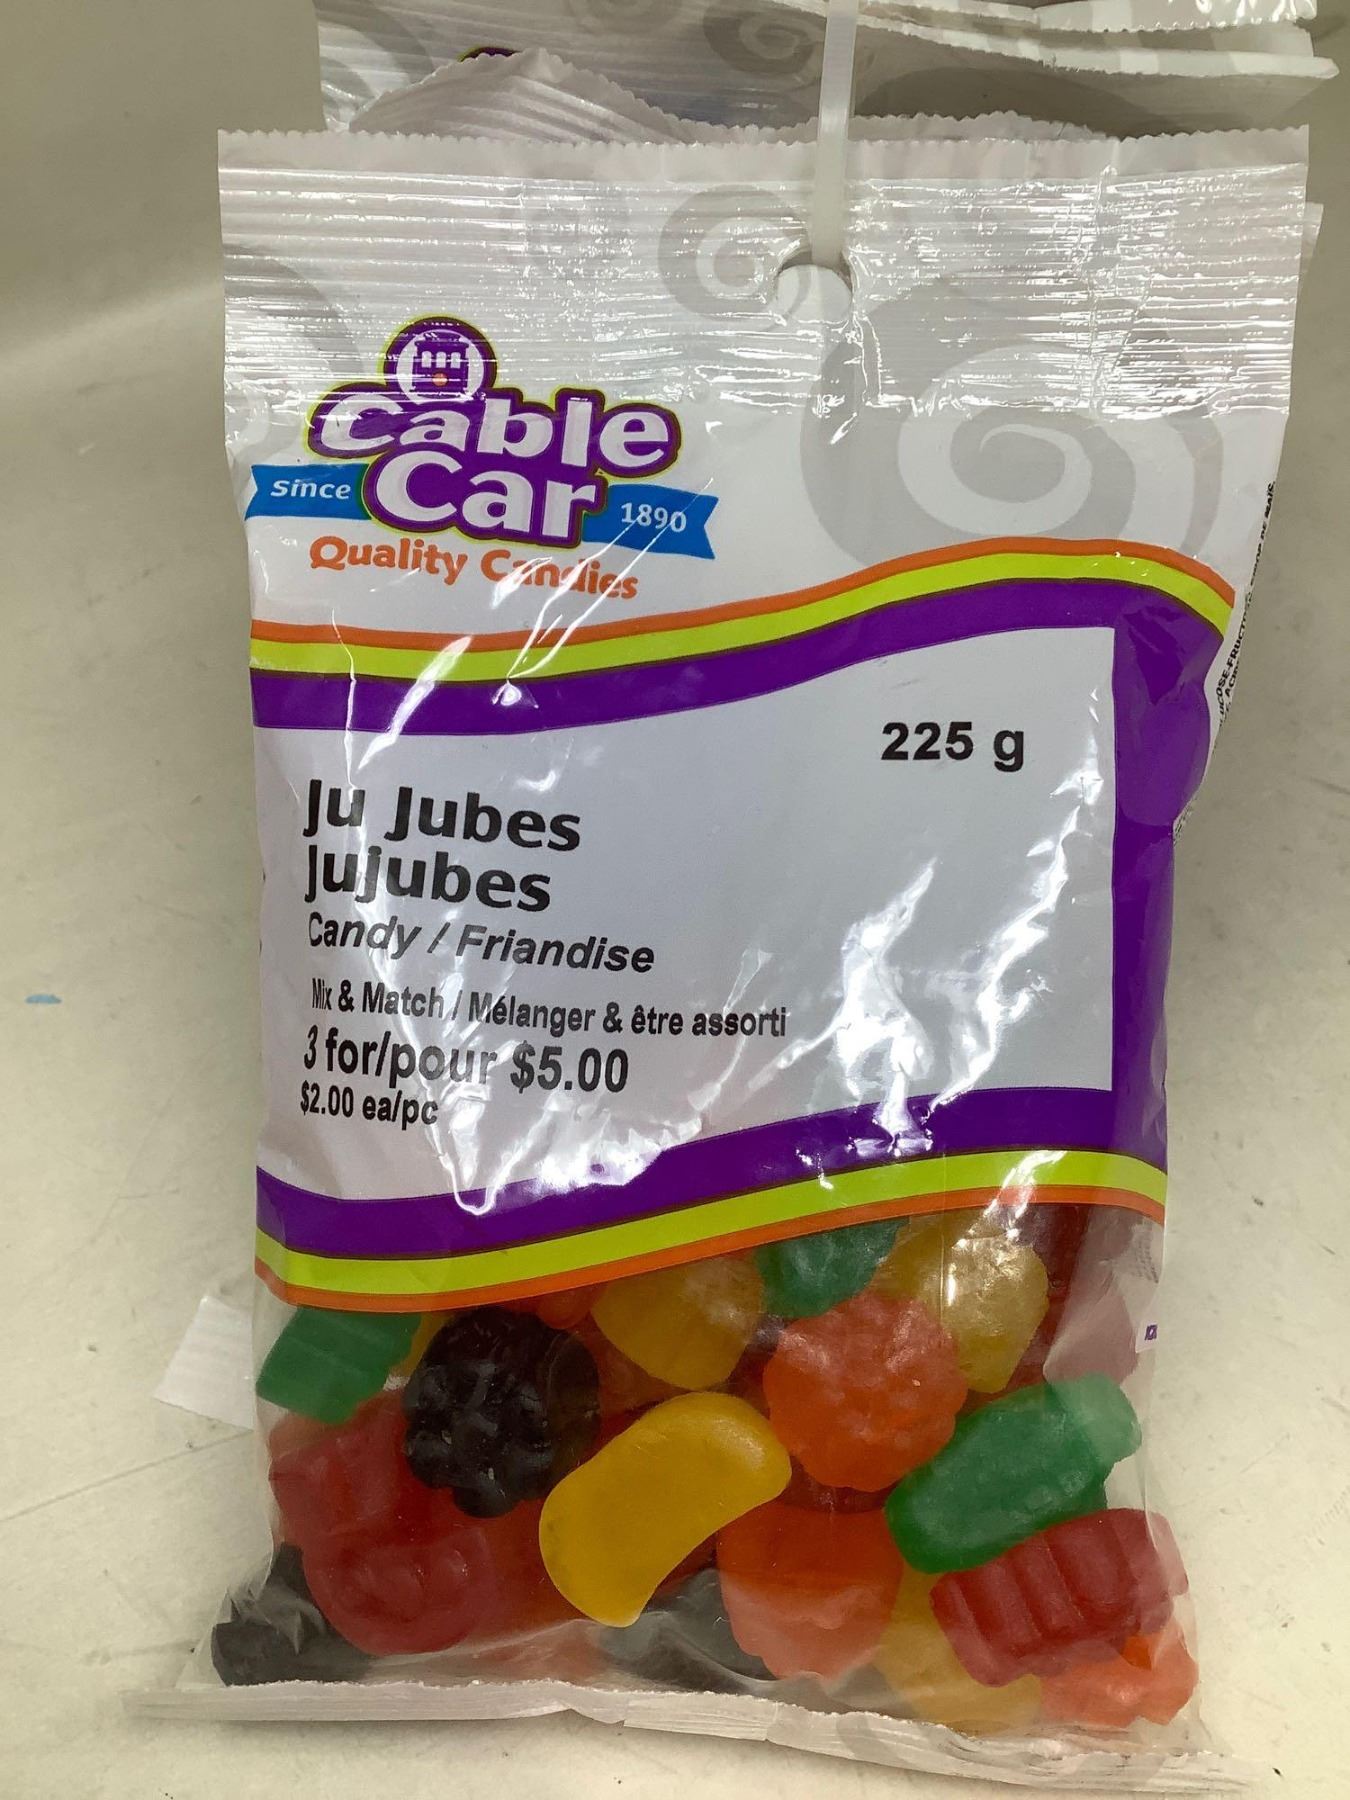 Cable
Car
Since 1890
Quality Candies
225 g
Ju Jubes
Jujubes
Candy / Friandise
Mix & Match / Mélanger & être assorti
3 for/pour $5.00
$2.00 ea/pc